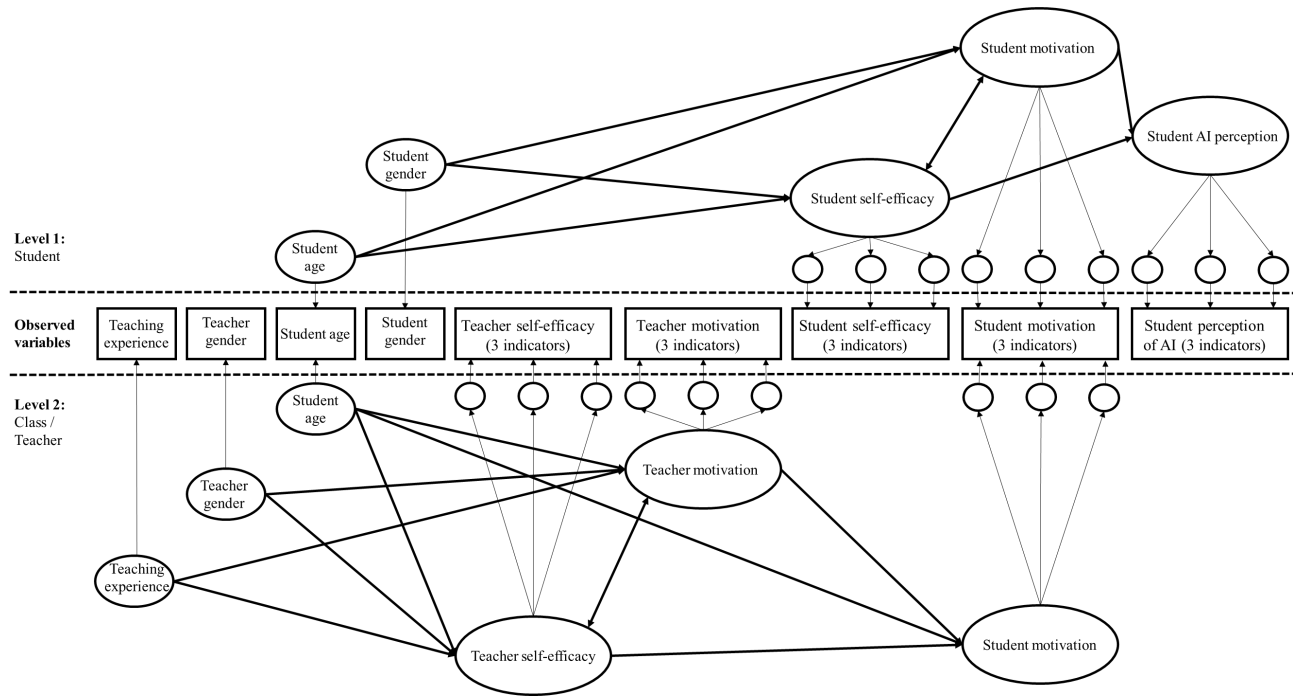 Student motivation
Student AI perception
Student
gender
Student self-efficacy
Level 1:
Student
Student
age
Observed
variables
Teaching
experience
Teacher
gender
Student age
Student
gender
Teacher self-efficacy
(3 indicators)
Teacher motivation
(3 indicators)
Student self-efficacy
(3 indicators)
Student motivation
(3 indicators)
Student perception
of AI (3 indicators)
Level 2:
Class /
Teacher
Student
age
Teacher motivation
Teacher
gender
Teaching
experience
Teacher self-efficacy
Student motivation